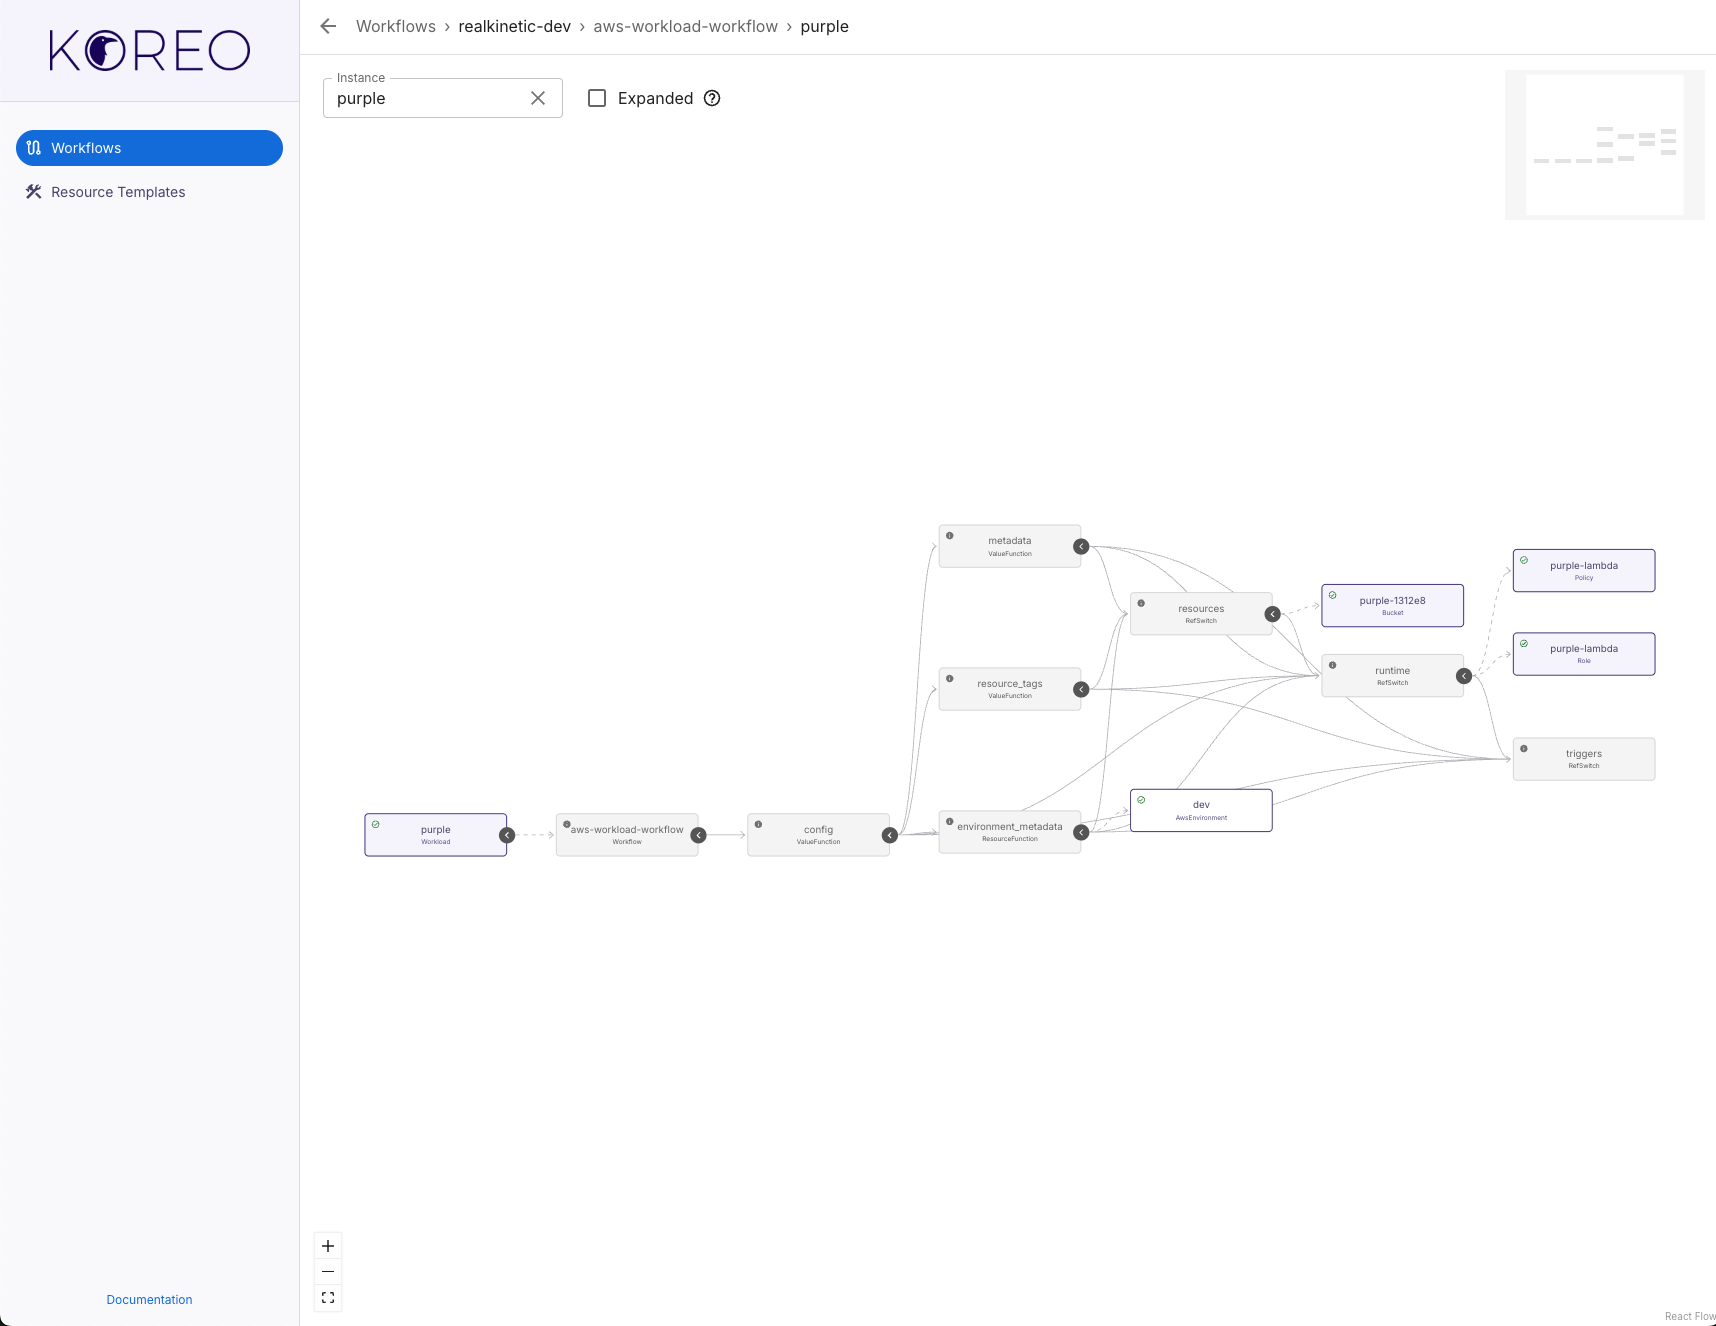 KOREO
Workflows
Resource Templates
Documentation
Workflows › realkinetic-dev › aws-workload-workflow › purple
Instance
purple
Expanded
metadata
ValueFunction
resource_tags
ValueFunction
environment_metadata
ResourceFunction
purple
Workload
aws-workload-workflow
Workflow
config
ValueFunction
resources
RefSwitch
dev
AwsEnvironment
purple-1312e8
Bucket
runtime
RefSwitch
purple-lambda
Policy
purple-lambda
Role
triggers
RefSwitch
React Flow